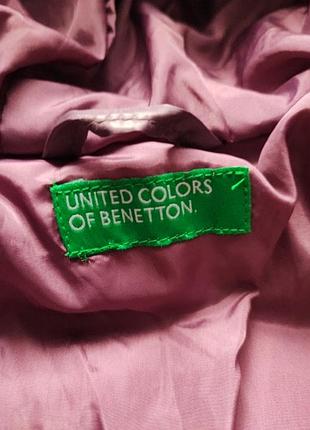 UNITED COLORS
OF BENETTON.